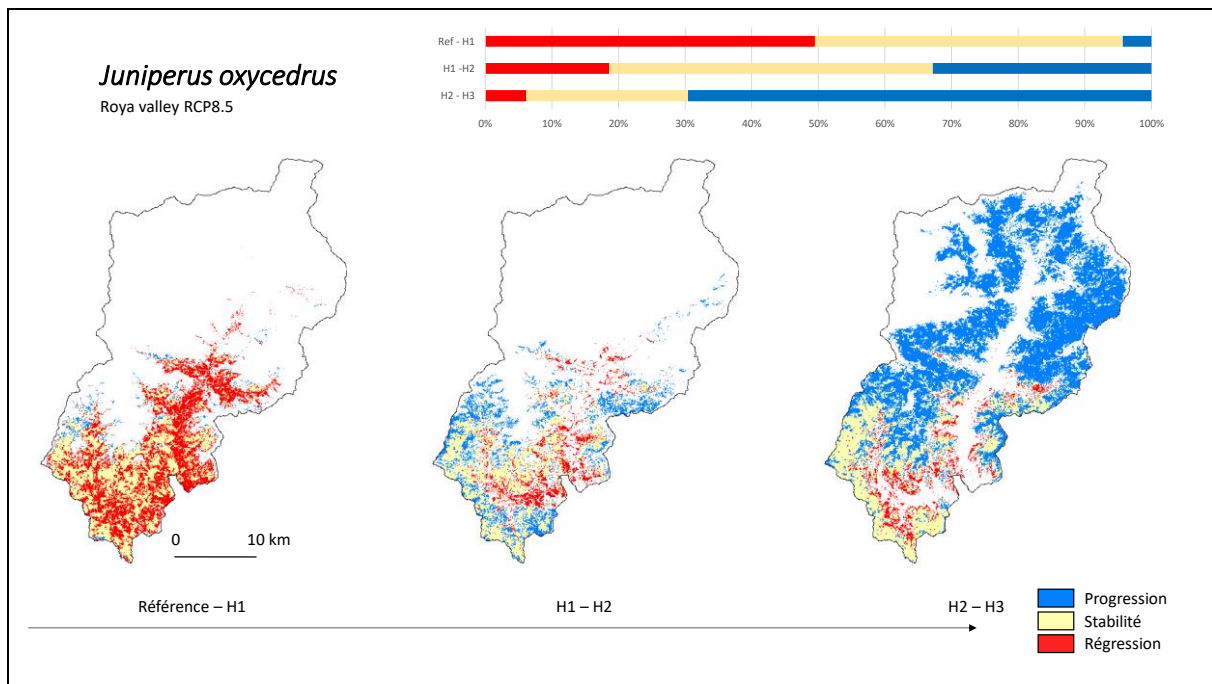 Juniperus oxycedrus
Roya valley RCP8.5
Ref - H1
H1 -H2
H2 - H3
0% 10% 20% 30% 40% 50% 60% 70% 80% 90% 100%
0 10 km
Référence – H1 H1 – H2 H2 – H3
Progression
Stabilité
Régression